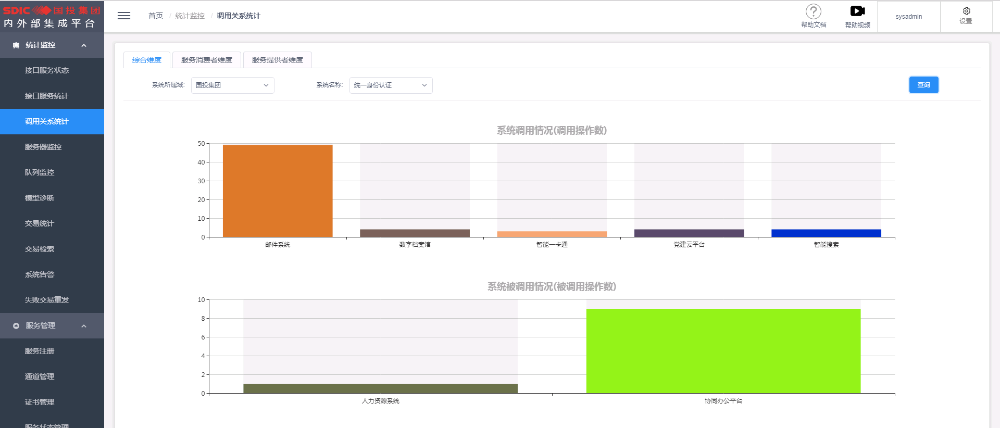 SDIC 国投集团
内外部集成平台
首页 / 统计监控 / 调用关系统计
帮助文档
帮助视频
sysadmin
设置
统计监控
接口服务状态
接口服务统计
调用关系统计
服务器监控
队列监控
模型诊断
交易统计
交易检索
系统告警
失败交易重发
服务管理
服务注册
通道管理
证书管理
服务状态管理
综合维度 服务消费者维度 服务提供者维度
系统所属域: 国投集团 系统名称: 统一身份认证 查询
系统调用情况(调用操作数)
50
40
30
20
10
0
邮件系统 数字档案馆 智能一卡通 党建云平台 智能搜索
系统被调用情况(被调用操作数)
10
8
6
4
2
0
人力资源系统 协同办公平台